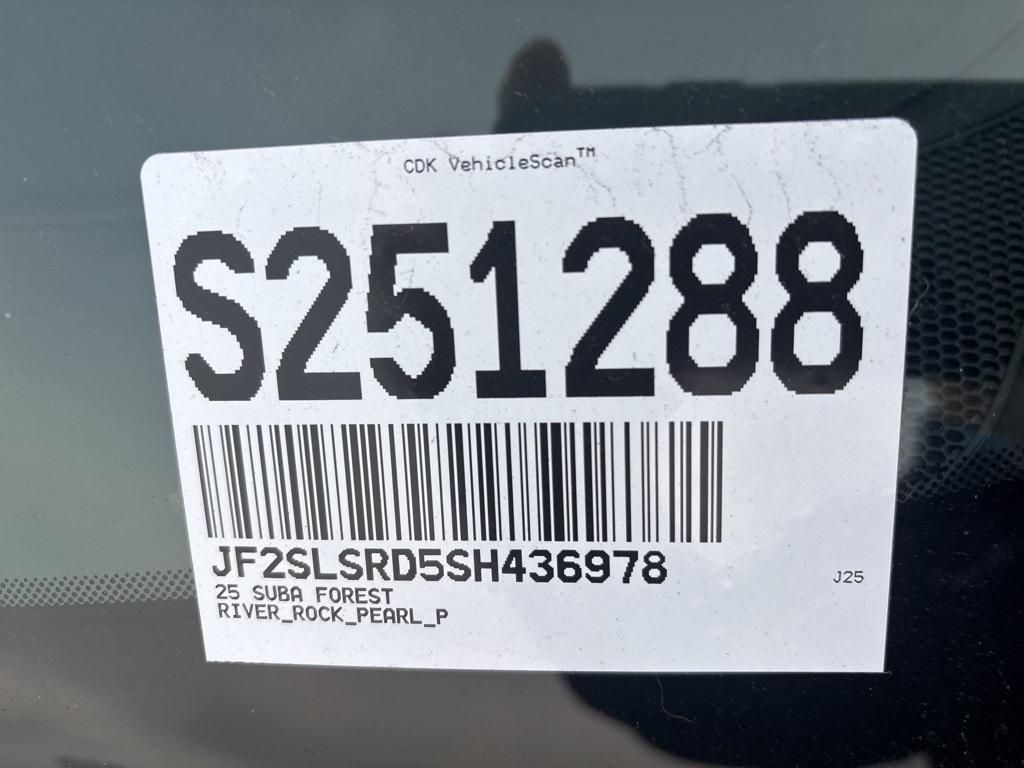 CDK VehicleScan™
S251288
JF2SLSRD5SH436978
25 SUBA FOREST
J25
RIVER_ROCK_PEARL_P